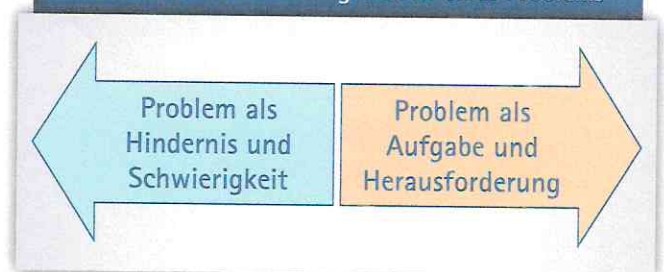 Problem als
Hindernis und
Schwierigkeit
Problem als
Aufgabe und
Herausforderung